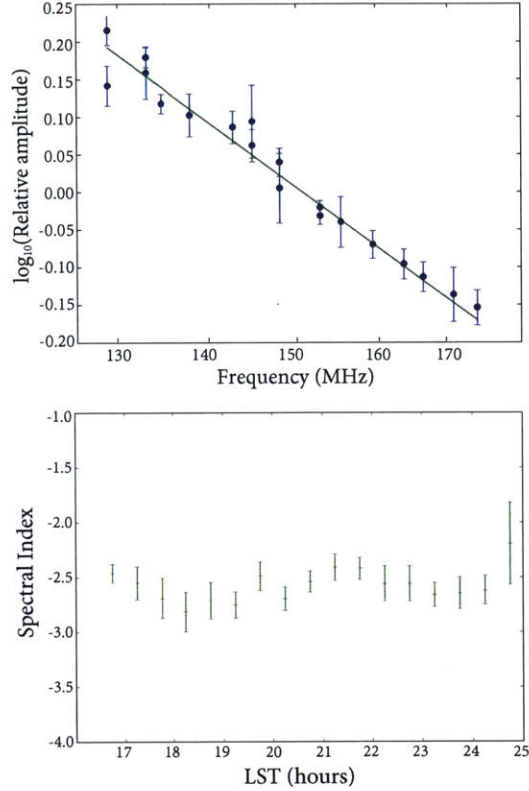 0.25
0.20
0.15
0.10
0.05
0.00
-0.05
-0.10
-0.15
-0.20
log₁₀(Relative amplitude)
130 140 150 160 170
Frequency (MHz)
-1.0
-1.5
-2.0
-2.5
-3.0
-3.5
-4.0
Spectral Index
17 18 19 20 21 22 23 24 25
LST (hours)